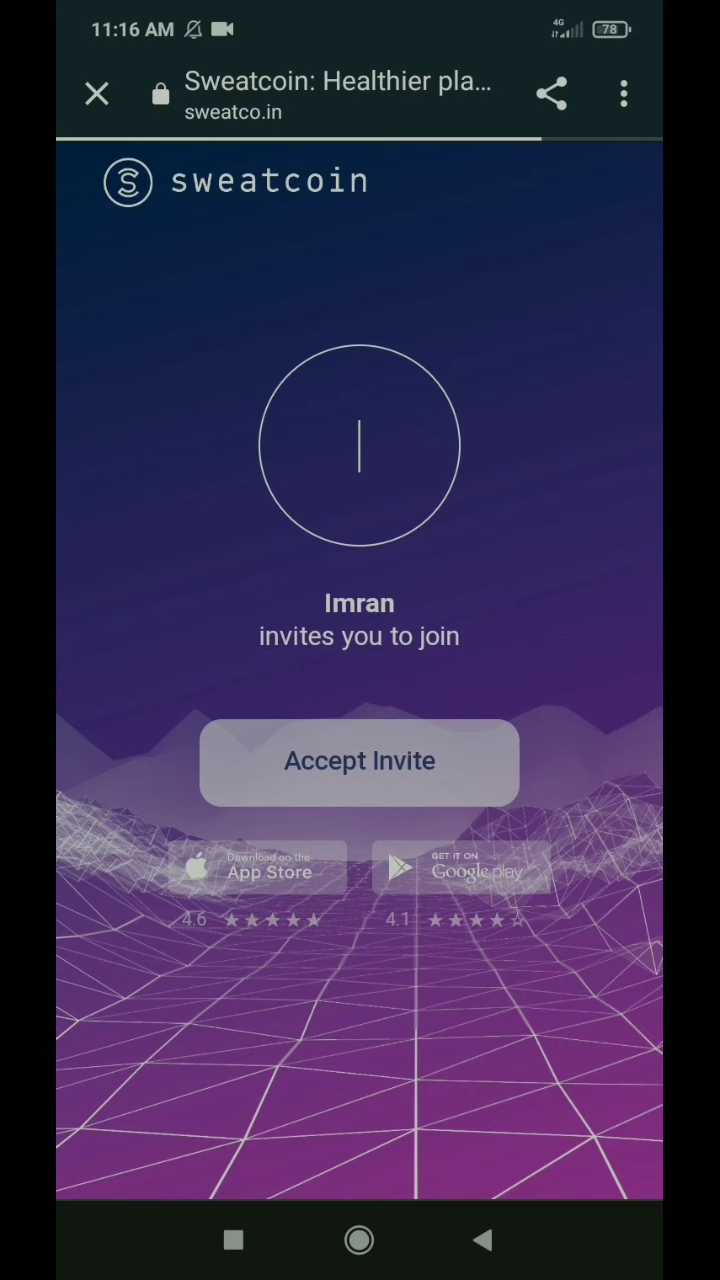 11:16 AM
4G
78
Sweatcoin: Healthier pla...
sweatco.in
sweatcoin
I
Imran
invites you to join
Accept Invite
Download on the
App Store
GET IT ON
Google play
4.6
4.1